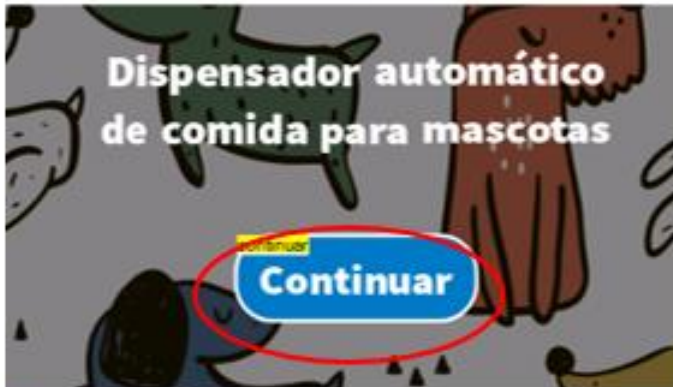 Dispensador automático
de comida para mascotas
continuar
Continuar